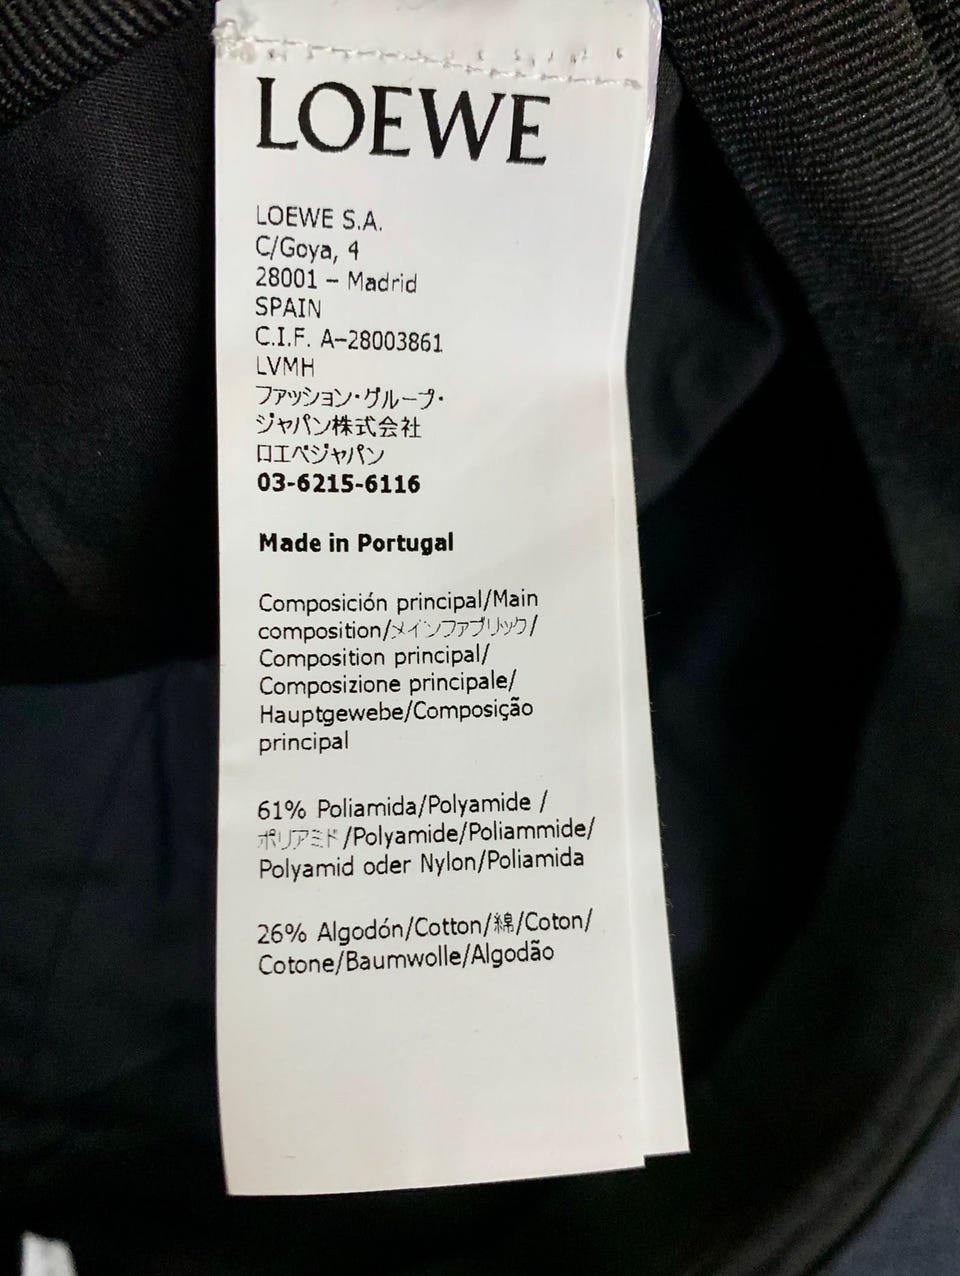 LOEWE
LOEWE S.A.
C/Goya, 4
28001 – Madrid
SPAIN
C.I.F. A-28003861
LVMH
ファッション・グループ・
ジャパン株式会社
ロエベジャパン
03-6215-6116
Made in Portugal
Composición principal/Main
composition/メインファブリック/
Composition principal/
Composizione principale/
Hauptgewebe/Composição
principal
61% Poliamida/Polyamide /
ポリアミド/Polyamide/Poliammide/
Polyamid oder Nylon/Poliamida
26% Algodón/Cotton/綿/Coton/
Cotone/Baumwolle/Algodão